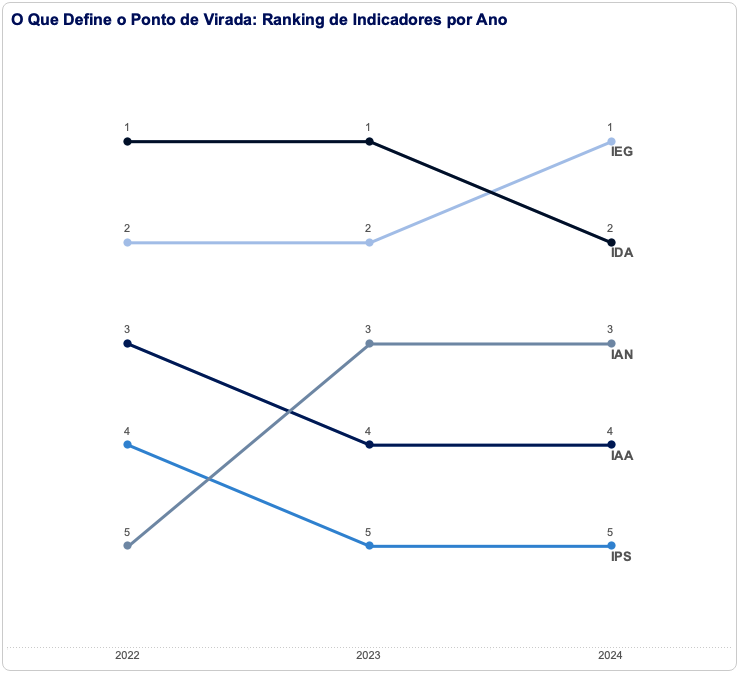 O Que Define o Ponto de Virada: Ranking de Indicadores por Ano
1 1 1
IEG
2 2 2
IDA
3 3 3
IAN
4 4 4
IAA
5 5 5
IPS
2022 2023 2024